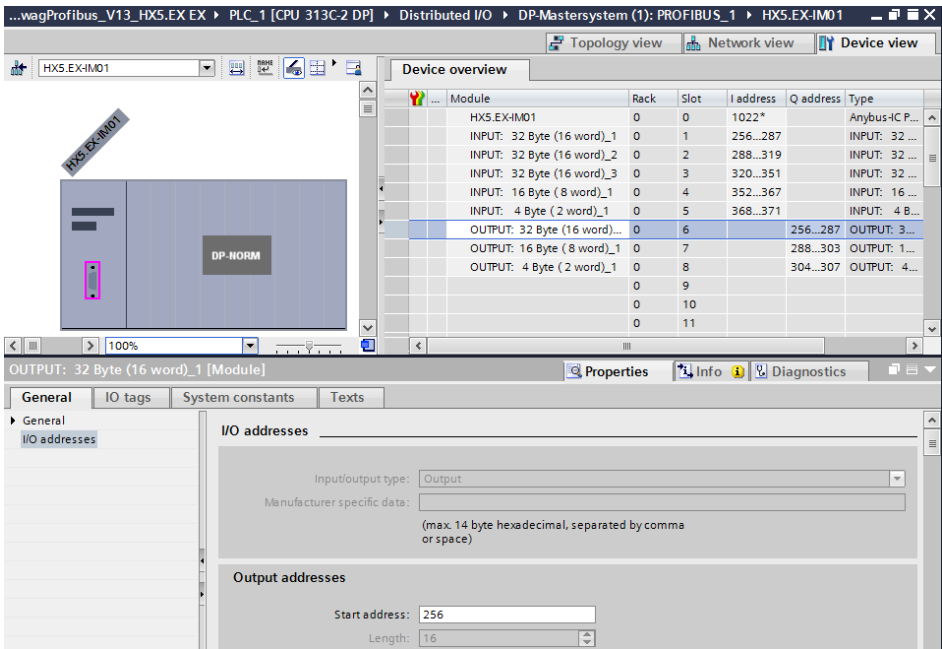 ...wagProfibus_V13_HX5.EX EX ▸ PLC_1 [CPU 313C-2 DP] ▸ Distributed I/O ▸ DP-Mastersystem (1): PROFIBUS_1 ▸ HX5.EX-IM01
Topology view Network view Device view
HX5.EX-IM01
Device overview
... Module Rack Slot I address Q address Type
HX5.EX-IM01 0 0 1022* Anybus-IC P...
INPUT: 32 Byte (16 word)_1 0 1 256...287 INPUT: 32 ...
INPUT: 32 Byte (16 word)_2 0 2 288...319 INPUT: 32 ...
INPUT: 32 Byte (16 word)_3 0 3 320...351 INPUT: 32 ...
INPUT: 16 Byte ( 8 word)_1 0 4 352...367 INPUT: 16 ...
INPUT: 4 Byte ( 2 word)_1 0 5 368...371 INPUT: 4 B...
OUTPUT: 32 Byte (16 word)... 0 6 256...287 OUTPUT: 3...
OUTPUT: 16 Byte ( 8 word)_1 0 7 288...303 OUTPUT: 1...
OUTPUT: 4 Byte ( 2 word)_1 0 8 304...307 OUTPUT: 4...
0 9
0 10
0 11
HX5.EX-IM01
DP-NORM
100%
OUTPUT: 32 Byte (16 word)_1 [Module]
Properties Info Diagnostics
General IO tags System constants Texts
General
I/O addresses
I/O addresses
Input/output type: Output
Manufacturer specific data:
(max. 14 byte hexadecimal, separated by comma
or space)
Output addresses
Start address: 256
Length: 16